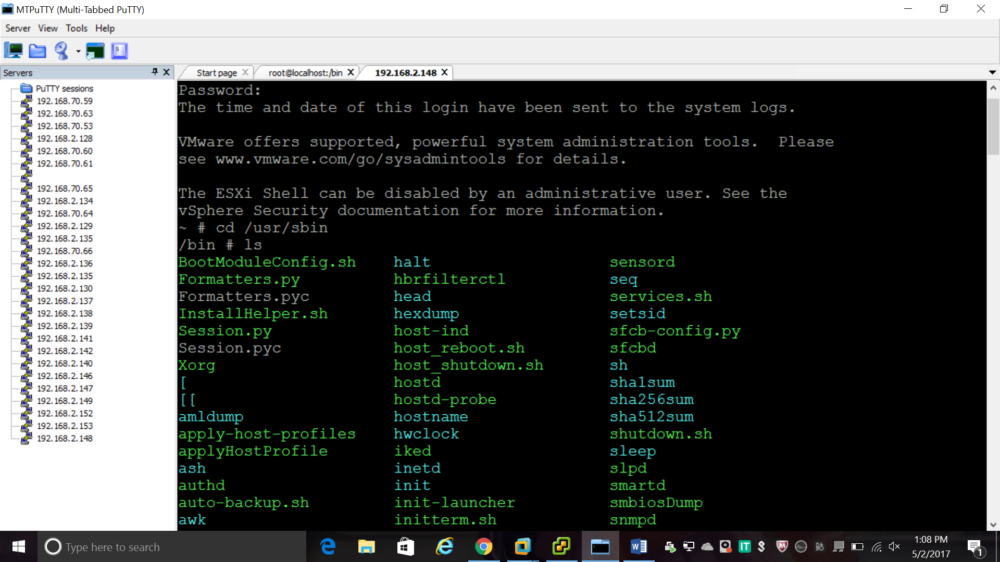 MTPuTTY (Multi-Tabbed PuTTY)
Server View Tools Help
Servers
Start page
root@localhost:/bin
192.168.2.148
PuTTY sessions
192.168.70.59
192.168.70.63
192.168.70.53
192.168.2.128
192.168.70.60
192.168.70.61
192.168.70.65
192.168.2.134
192.168.70.64
192.168.2.129
192.168.2.135
192.168.70.66
192.168.2.136
192.168.2.135
192.168.2.130
192.168.2.137
192.168.2.138
192.168.2.139
192.168.2.141
192.168.2.142
192.168.2.140
192.168.2.146
192.168.2.147
192.168.2.149
192.168.2.152
192.168.2.153
192.168.2.148
Password:
The time and date of this login have been sent to the system logs.
VMware offers supported, powerful system administration tools.  Please
see www.vmware.com/go/sysadmintools for details.
The ESXi Shell can be disabled by an administrative user. See the
vSphere Security documentation for more information.
~ # cd /usr/sbin
/bin # ls
BootModuleConfig.sh halt sensord
Formatters.py hbrfilterctl seq
Formatters.pyc head services.sh
InstallHelper.sh hexdump setsid
Session.py host-ind sfcb-config.py
Session.pyc host_reboot.sh sfcbd
Xorg host_shutdown.sh sh
[ hostd sha1sum
[[ hostd-probe sha256sum
amldump hostname sha512sum
apply-host-profiles hwclock shutdown.sh
applyHostProfile iked sleep
ash inetd slpd
authd init smartd
auto-backup.sh init-launcher smbiosDump
awk initterm.sh snmpd
Type here to search
1:08 PM
5/2/2017
1